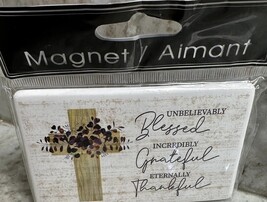 Magnet / Aimant
UNBELIEVABLY
Blessed
INCREDIBLY
Grateful
ETERNALLY
Thankful